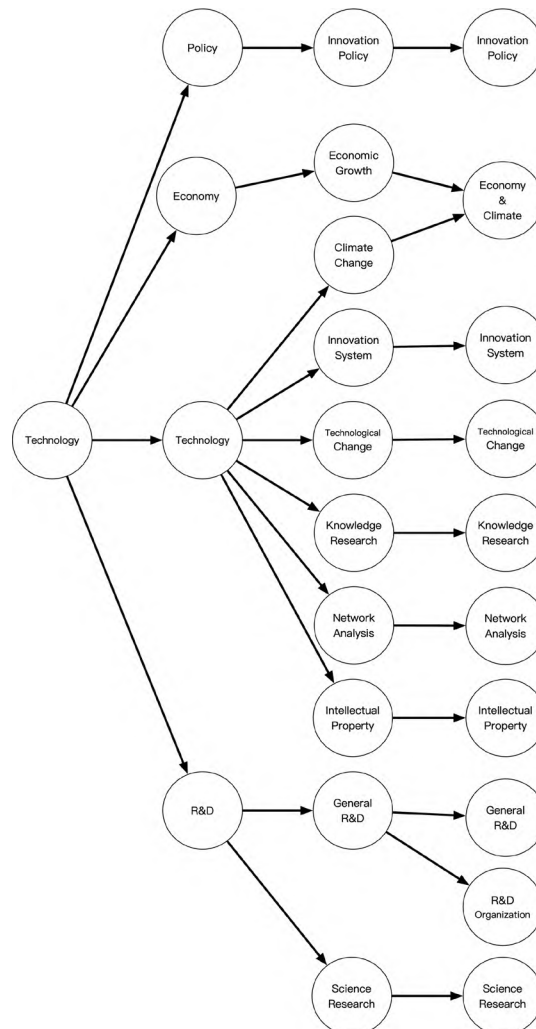 Policy
Innovation
Policy
Innovation
Policy
Economy
Economic
Growth
Economy
&
Climate
Climate
Change
Innovation
System
Innovation
System
Technology
Technology
Technological
Change
Technological
Change
Knowledge
Research
Knowledge
Research
Network
Analysis
Network
Analysis
Intellectual
Property
Intellectual
Property
R&D
General
R&D
General
R&D
R&D
Organization
Science
Research
Science
Research